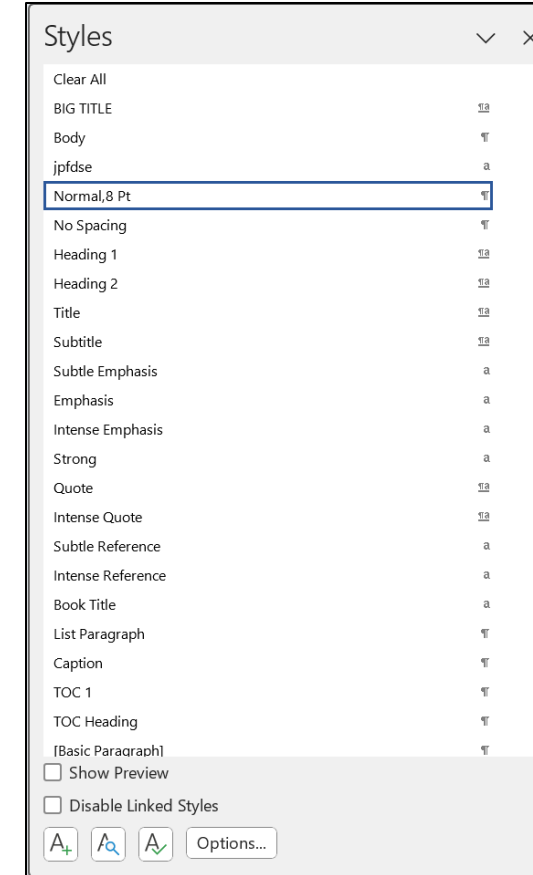 Styles
Clear All
BIG TITLE ¶a
Body ¶
jpfdse a
Normal,8 Pt ¶
No Spacing ¶
Heading 1 ¶a
Heading 2 ¶a
Title ¶a
Subtitle ¶a
Subtle Emphasis a
Emphasis a
Intense Emphasis a
Strong a
Quote ¶a
Intense Quote ¶a
Subtle Reference a
Intense Reference a
Book Title a
List Paragraph ¶
Caption ¶
TOC 1 ¶
TOC Heading ¶
[Basic Paragraph] ¶
Show Preview
Disable Linked Styles
Options...